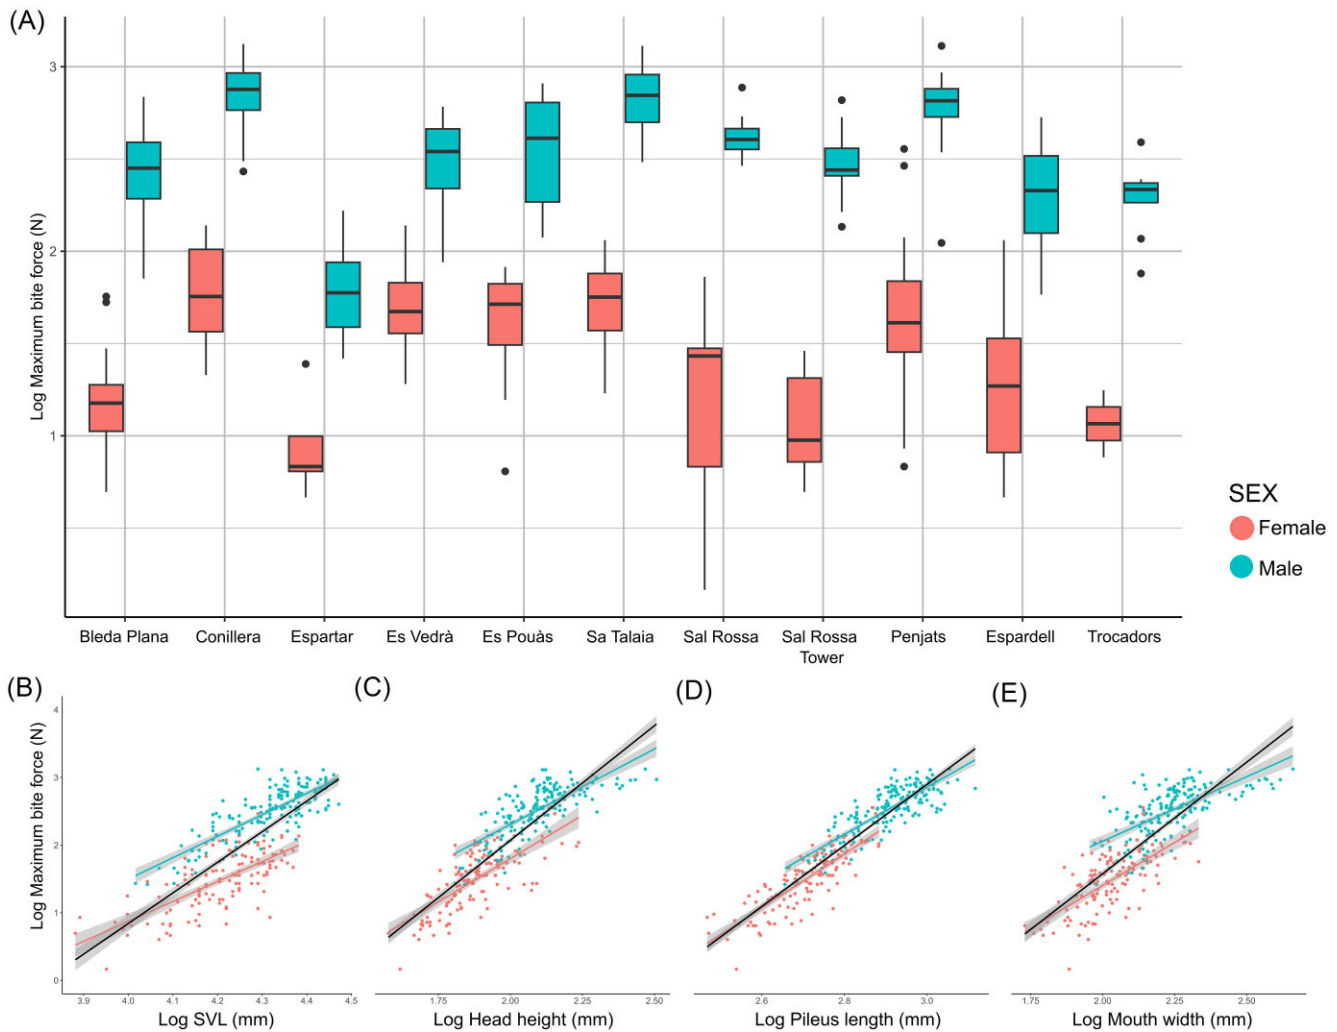 (A)
Log Maximum bite force (N)
3
2
1
Bleda Plana Conillera Espartar Es Vedrà Es Pouàs Sa Talaia Sal Rossa Sal Rossa Penjats Espardell Trocadors
Tower
SEX
Female
Male
(B) (C) (D) (E)
Log Maximum bite force (N)
4
3
2
1
0
3.9 4.0 4.1 4.2 4.3 4.4 4.5 1.75 2.00 2.25 2.50 2.6 2.8 3.0 1.75 2.00 2.25 2.50
Log SVL (mm) Log Head height (mm) Log Pileus length (mm) Log Mouth width (mm)